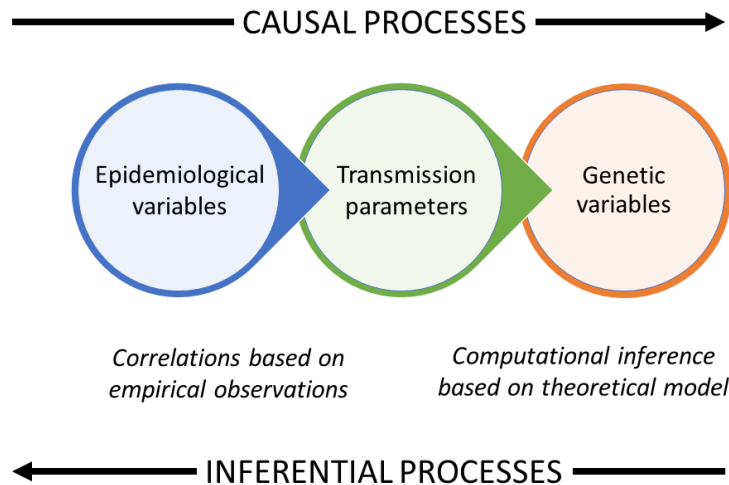 CAUSAL PROCESSES
Epidemiological
variables
Transmission
parameters
Genetic
variables
Correlations based on
empirical observations
Computational inference
based on theoretical model
INFERENTIAL PROCESSES